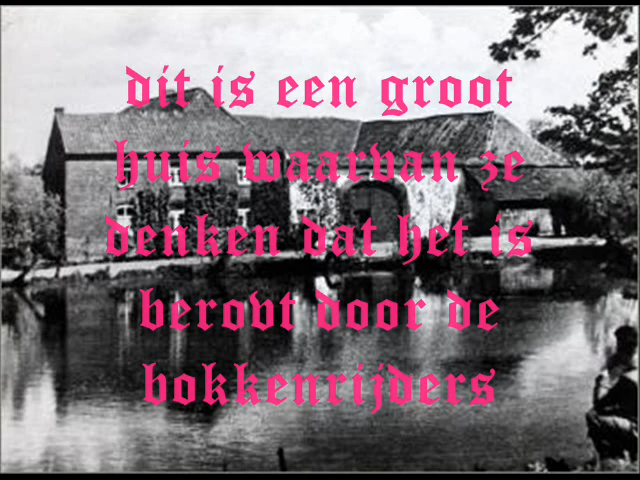 dit is een groot
huis waarvan ze
denken dat het is
berovt door de
bokkenrijders